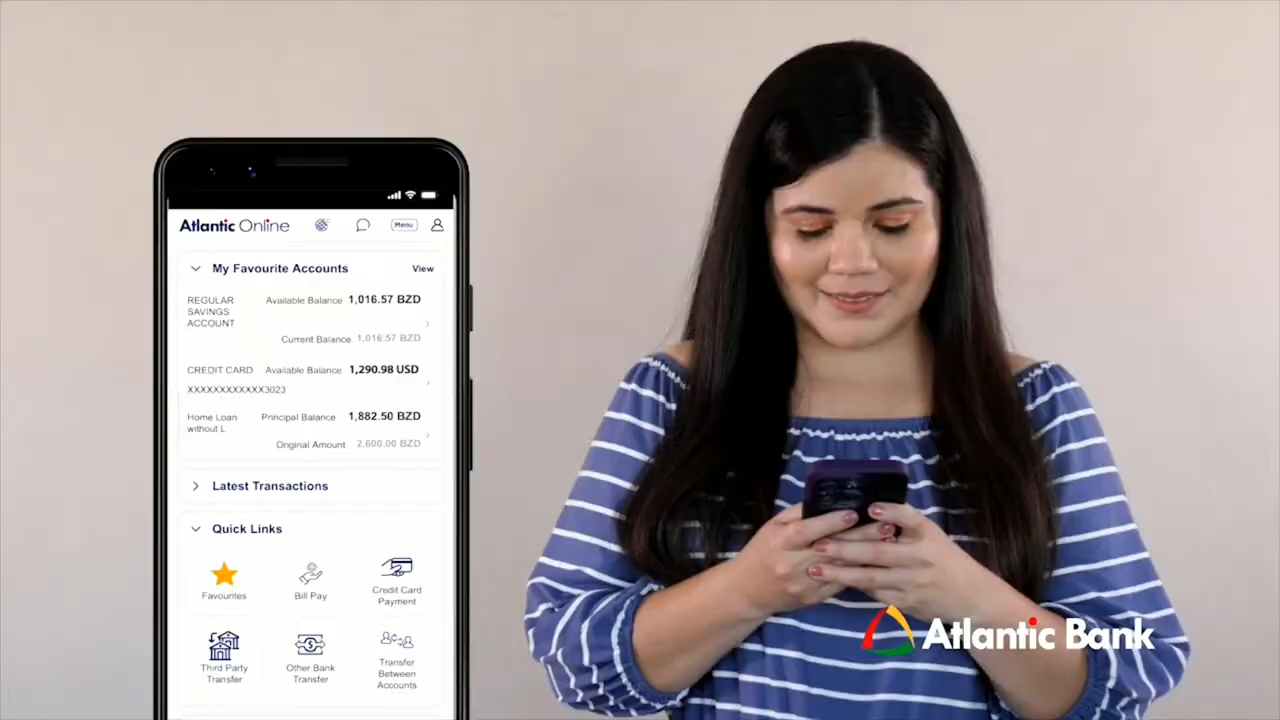 Atlantic Online
Menu
My Favourite Accounts View
REGULAR SAVINGS ACCOUNT
Available Balance 1,016.57 BZD
Current Balance 1,016.57 BZD
CREDIT CARD Available Balance 1,290.98 USD
XXXXXXXXXXXX3023
Home Loan without L
Principal Balance 1,882.50 BZD
Original Amount 2,600.00 BZD
Latest Transactions
Quick Links
Favourites
Bill Pay
Credit Card Payment
Third Party Transfer
Other Bank Transfer
Transfer Between Accounts
Atlantic Bank